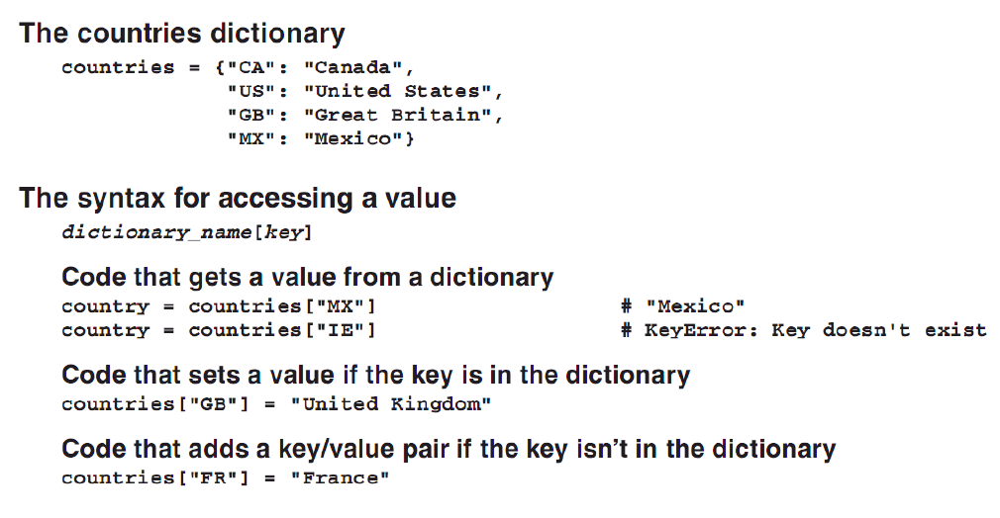 The countries dictionary
countries = {"CA": "Canada",
"US": "United States",
"GB": "Great Britain",
"MX": "Mexico"}
The syntax for accessing a value
dictionary_name[key]
Code that gets a value from a dictionary
country = countries["MX"] # "Mexico"
country = countries["IE"] # KeyError: Key doesn't exist
Code that sets a value if the key is in the dictionary
countries["GB"] = "United Kingdom"
Code that adds a key/value pair if the key isn’t in the dictionary
countries["FR"] = "France"